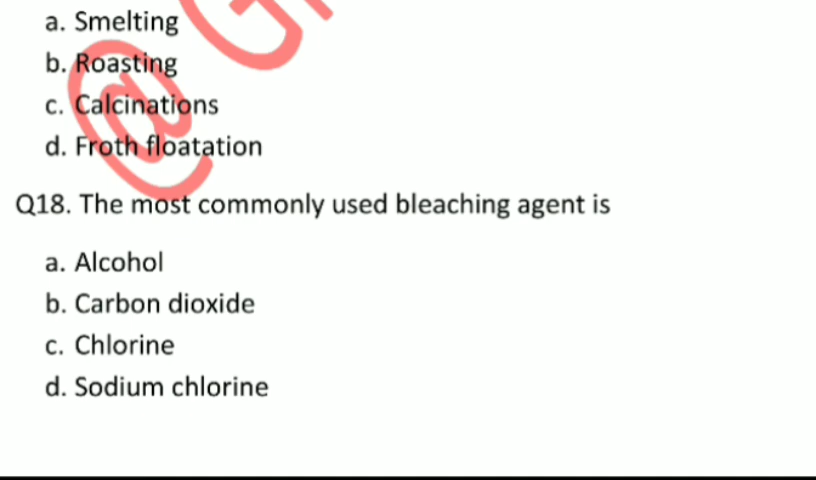 a. Smelting
b. Roasting
c. Calcinations
d. Froth floatation
Q18. The most commonly used bleaching agent is
a. Alcohol
b. Carbon dioxide
c. Chlorine
d. Sodium chlorine